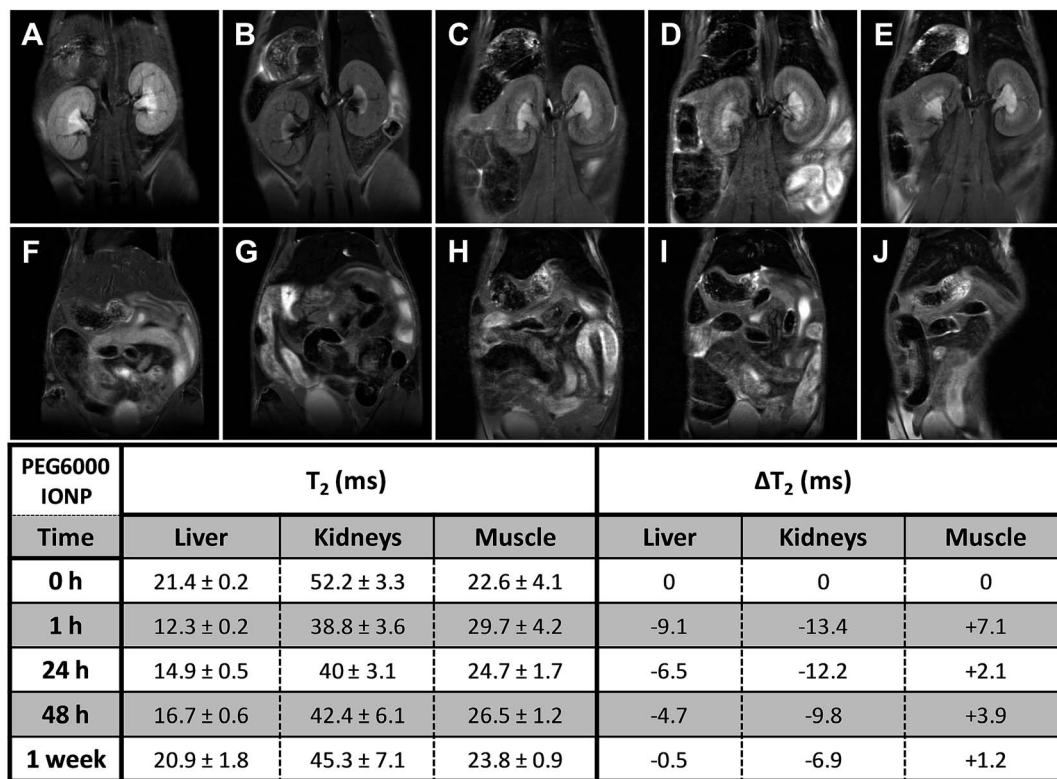 A B C D E
F G H I J
PEG6000 IONP T₂ (ms) ΔT₂ (ms)
Time Liver Kidneys Muscle Liver Kidneys Muscle
0 h 21.4 ± 0.2 52.2 ± 3.3 22.6 ± 4.1 0 0 0
1 h 12.3 ± 0.2 38.8 ± 3.6 29.7 ± 4.2 -9.1 -13.4 +7.1
24 h 14.9 ± 0.5 40 ± 3.1 24.7 ± 1.7 -6.5 -12.2 +2.1
48 h 16.7 ± 0.6 42.4 ± 6.1 26.5 ± 1.2 -4.7 -9.8 +3.9
1 week 20.9 ± 1.8 45.3 ± 7.1 23.8 ± 0.9 -0.5 -6.9 +1.2